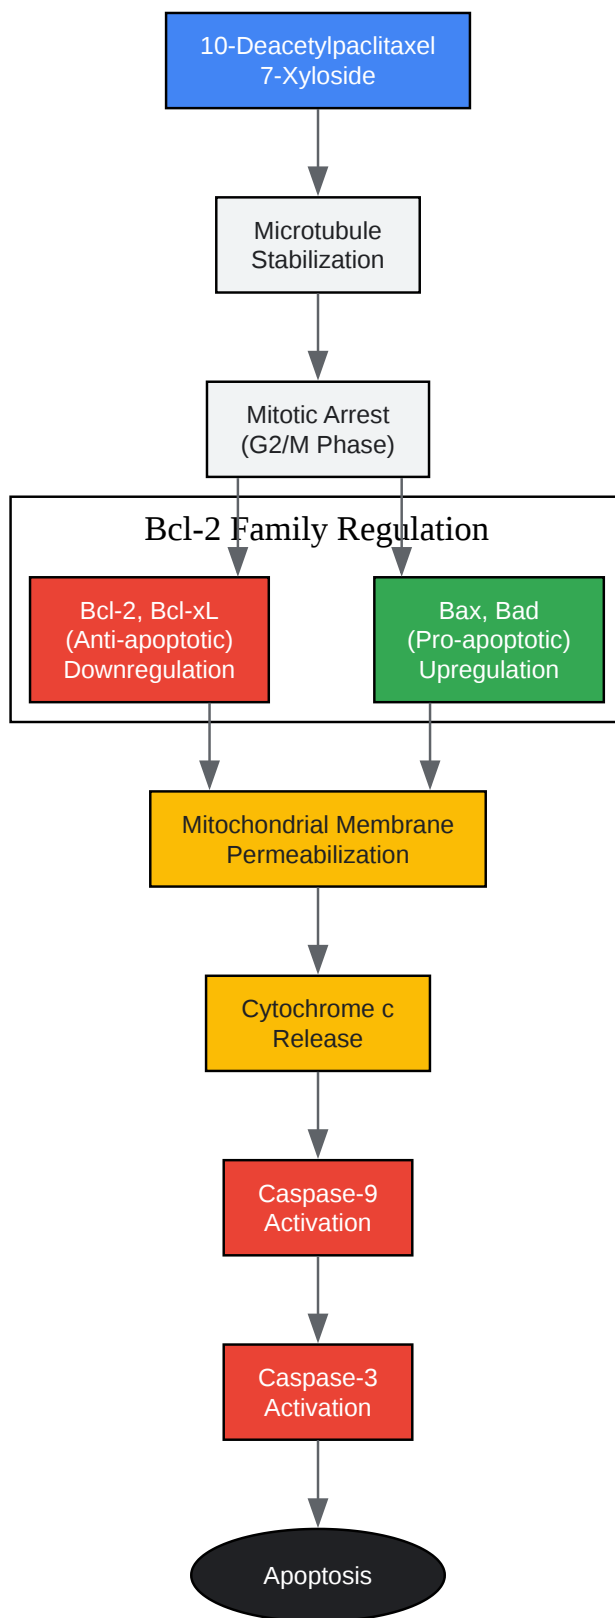 10-Deacetylpaclitaxel
7-Xyloside
Microtubule
Stabilization
Mitotic Arrest
(G2/M Phase)
Bcl-2 Family Regulation
Bcl-2, Bcl-xL
(Anti-apoptotic)
Downregulation
Bax, Bad
(Pro-apoptotic)
Upregulation
Mitochondrial Membrane
Permeabilization
Cytochrome c
Release
Caspase-9
Activation
Caspase-3
Activation
Apoptosis